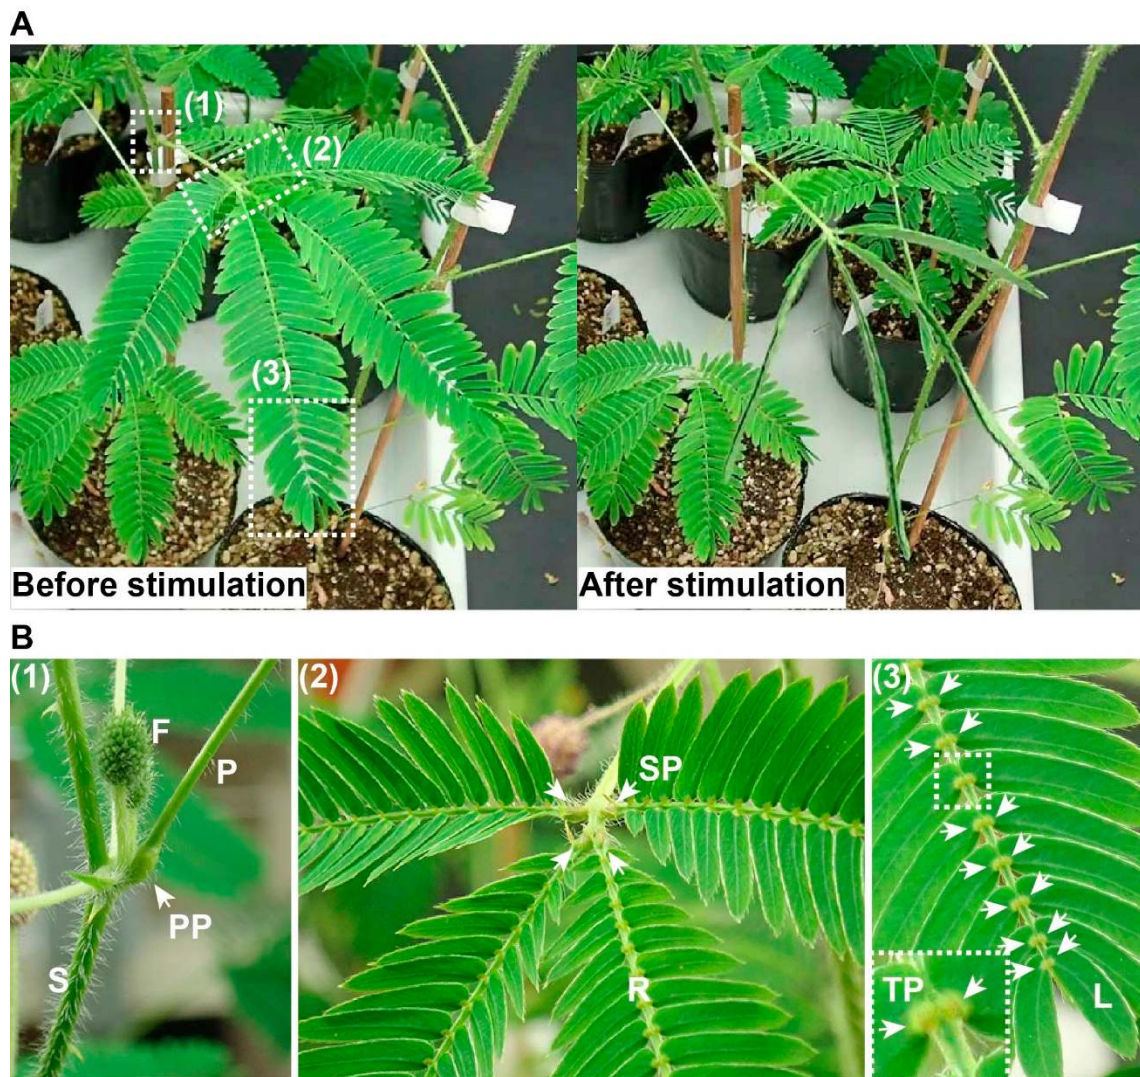 A
(1)
(2)
(3)
Before stimulation
After stimulation
B
(1)
F
P
PP
S
(2)
SP
R
(3)
TP
L